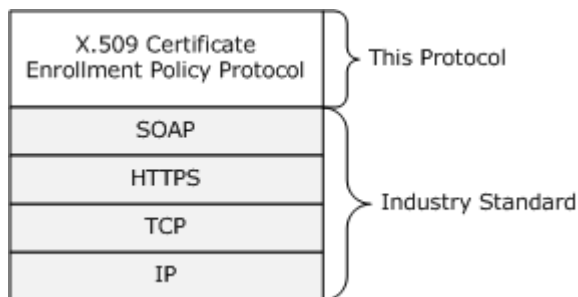 X.509 Certificate
Enrollment Policy Protocol
This Protocol
SOAP
HTTPS
TCP
IP
Industry Standard